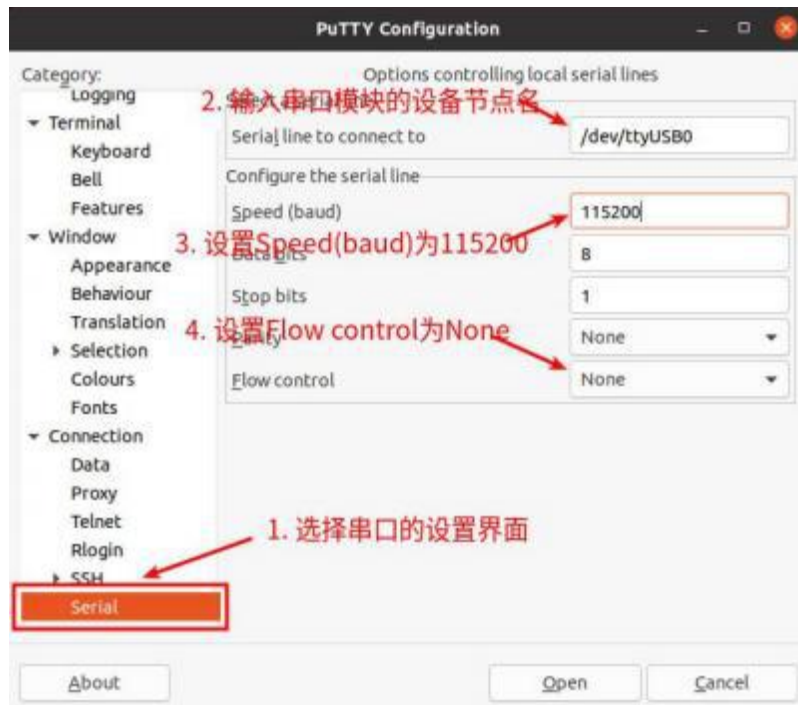 PuTTY Configuration
Category:
Options controlling local serial lines
Logging
Terminal
Keyboard
Bell
Features
Window
Appearance
Behaviour
Translation
Selection
Colours
Fonts
Connection
Data
Proxy
Telnet
Rlogin
SSH
Serial
2. 输入串口模块的设备节点名
Serial line to connect to
/dev/ttyUSB0
Configure the serial line
Speed (baud)
115200
3. 设置Speed(baud)为115200
Data bits
8
Stop bits
1
4. 设置Flow control为None
Parity
None
Flow control
None
1. 选择串口的设置界面
About
Open
Cancel